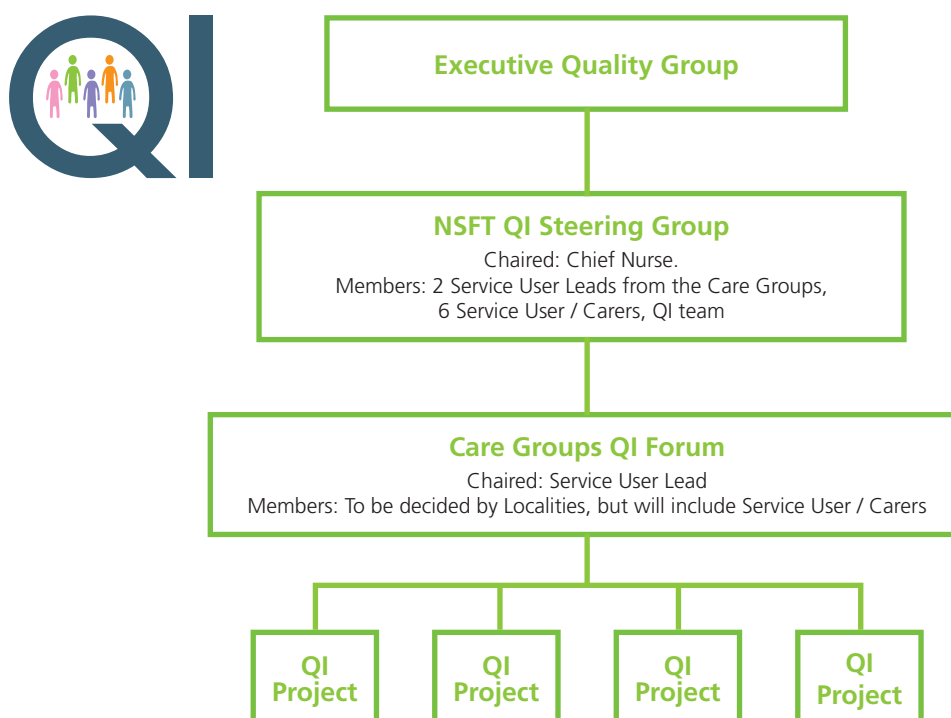 QI
Executive Quality Group
NSFT QI Steering Group
Chaired: Chief Nurse.
Members: 2 Service User Leads from the Care Groups,
6 Service User / Carers, QI team
Care Groups QI Forum
Chaired: Service User Lead
Members: To be decided by Localities, but will include Service User / Carers
QI
Project
QI
Project
QI
Project
QI
Project